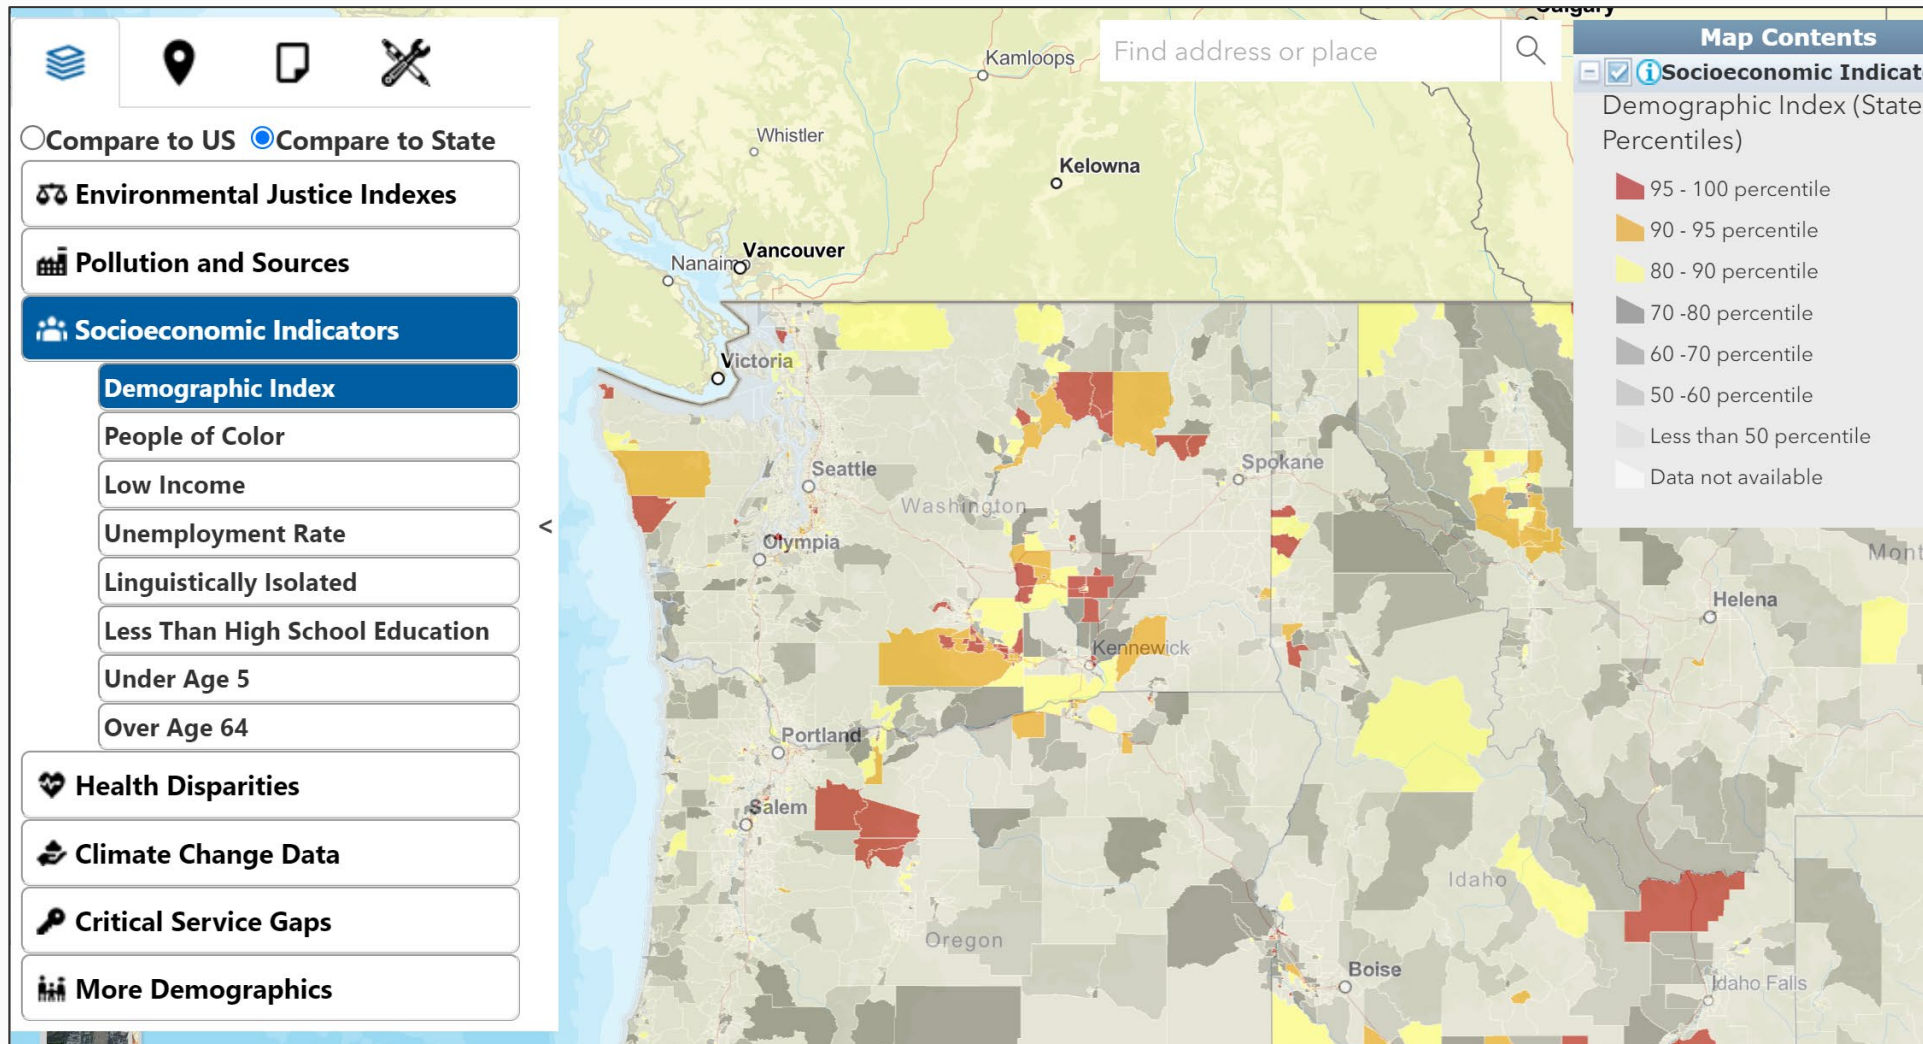 Compare to US
Compare to State
Environmental Justice Indexes
Pollution and Sources
Socioeconomic Indicators
Demographic Index
People of Color
Low Income
Unemployment Rate
Linguistically Isolated
Less Than High School Education
Under Age 5
Over Age 64
Health Disparities
Climate Change Data
Critical Service Gaps
More Demographics
<
Find address or place
Calgary
Kamloops
Whistler
Kelowna
Vancouver
Nanaimo
Victoria
Seattle
Spokane
Washington
Olympia
Mont
Helena
Kennewick
Portland
Salem
Idaho
Oregon
Boise
Idaho Falls
Map Contents
Socioeconomic Indicat
Demographic Index (State
Percentiles)
95 - 100 percentile
90 - 95 percentile
80 - 90 percentile
70 -80 percentile
60 -70 percentile
50 -60 percentile
Less than 50 percentile
Data not available